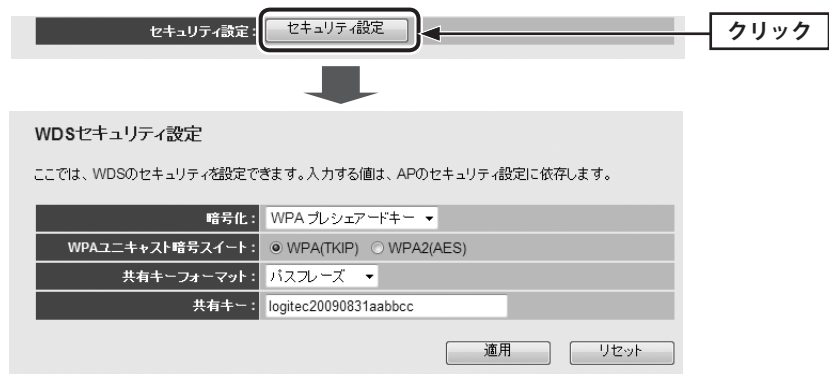 セキュリティ設定： セキュリティ設定 クリック
WDSセキュリティ設定
ここでは、WDSのセキュリティを設定できます。入力する値は、APのセキュリティ設定に依存します。
暗号化： WPA プレシェアードキー
WPAユニキャスト暗号スイート： WPA(TKIP) WPA2(AES)
共有キーフォーマット： パスフレーズ
共有キー： logitec20090831aabbcc
適用 リセット